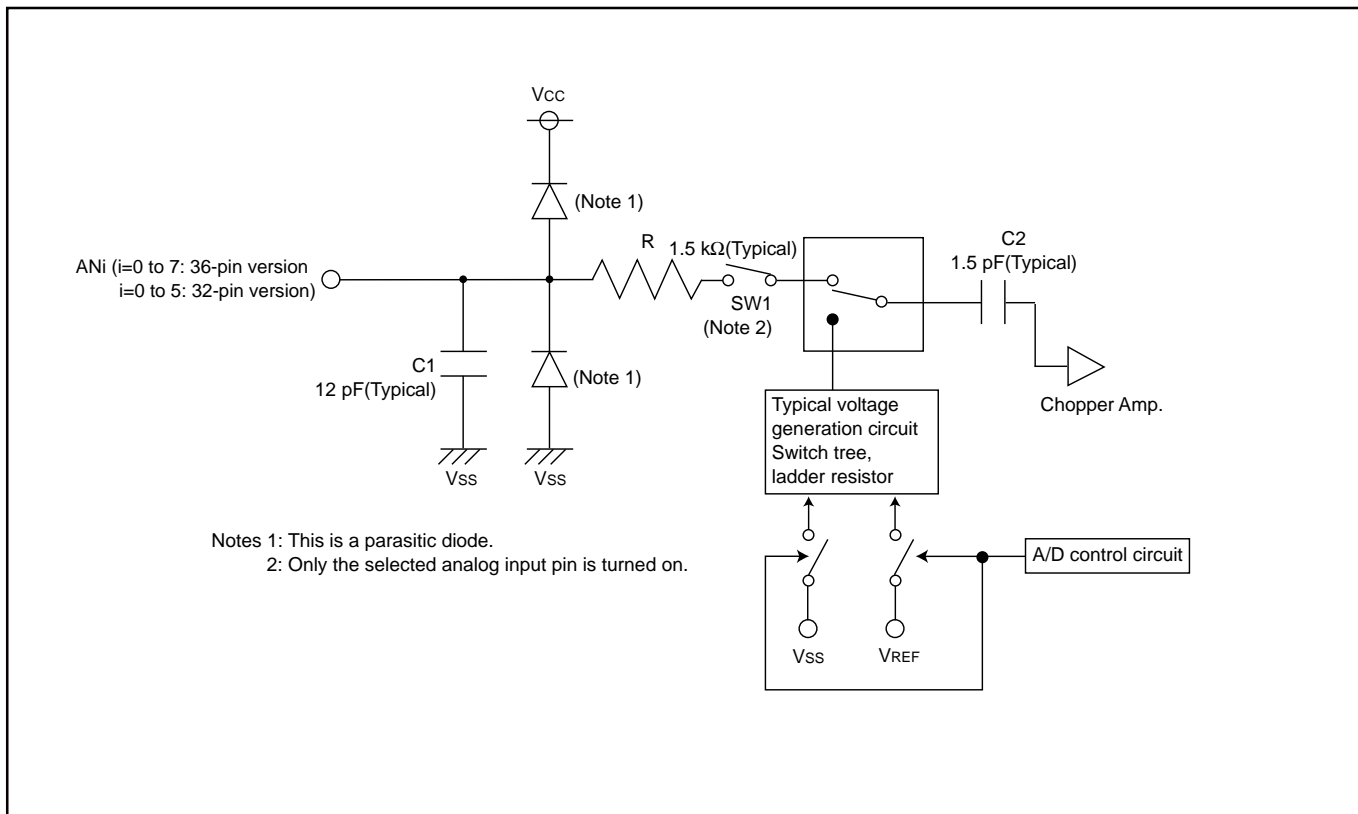 VCC
(Note 1)
R
1.5 kΩ(Typical)
C2
1.5 pF(Typical)
ANi (i=0 to 7: 36-pin version
i=0 to 5: 32-pin version)
SW1
(Note 2)
C1
12 pF(Typical)
(Note 1)
Chopper Amp.
Typical voltage
generation circuit
Switch tree,
ladder resistor
VSS
VSS
Notes 1: This is a parasitic diode.
2: Only the selected analog input pin is turned on.
A/D control circuit
VSS
VREF